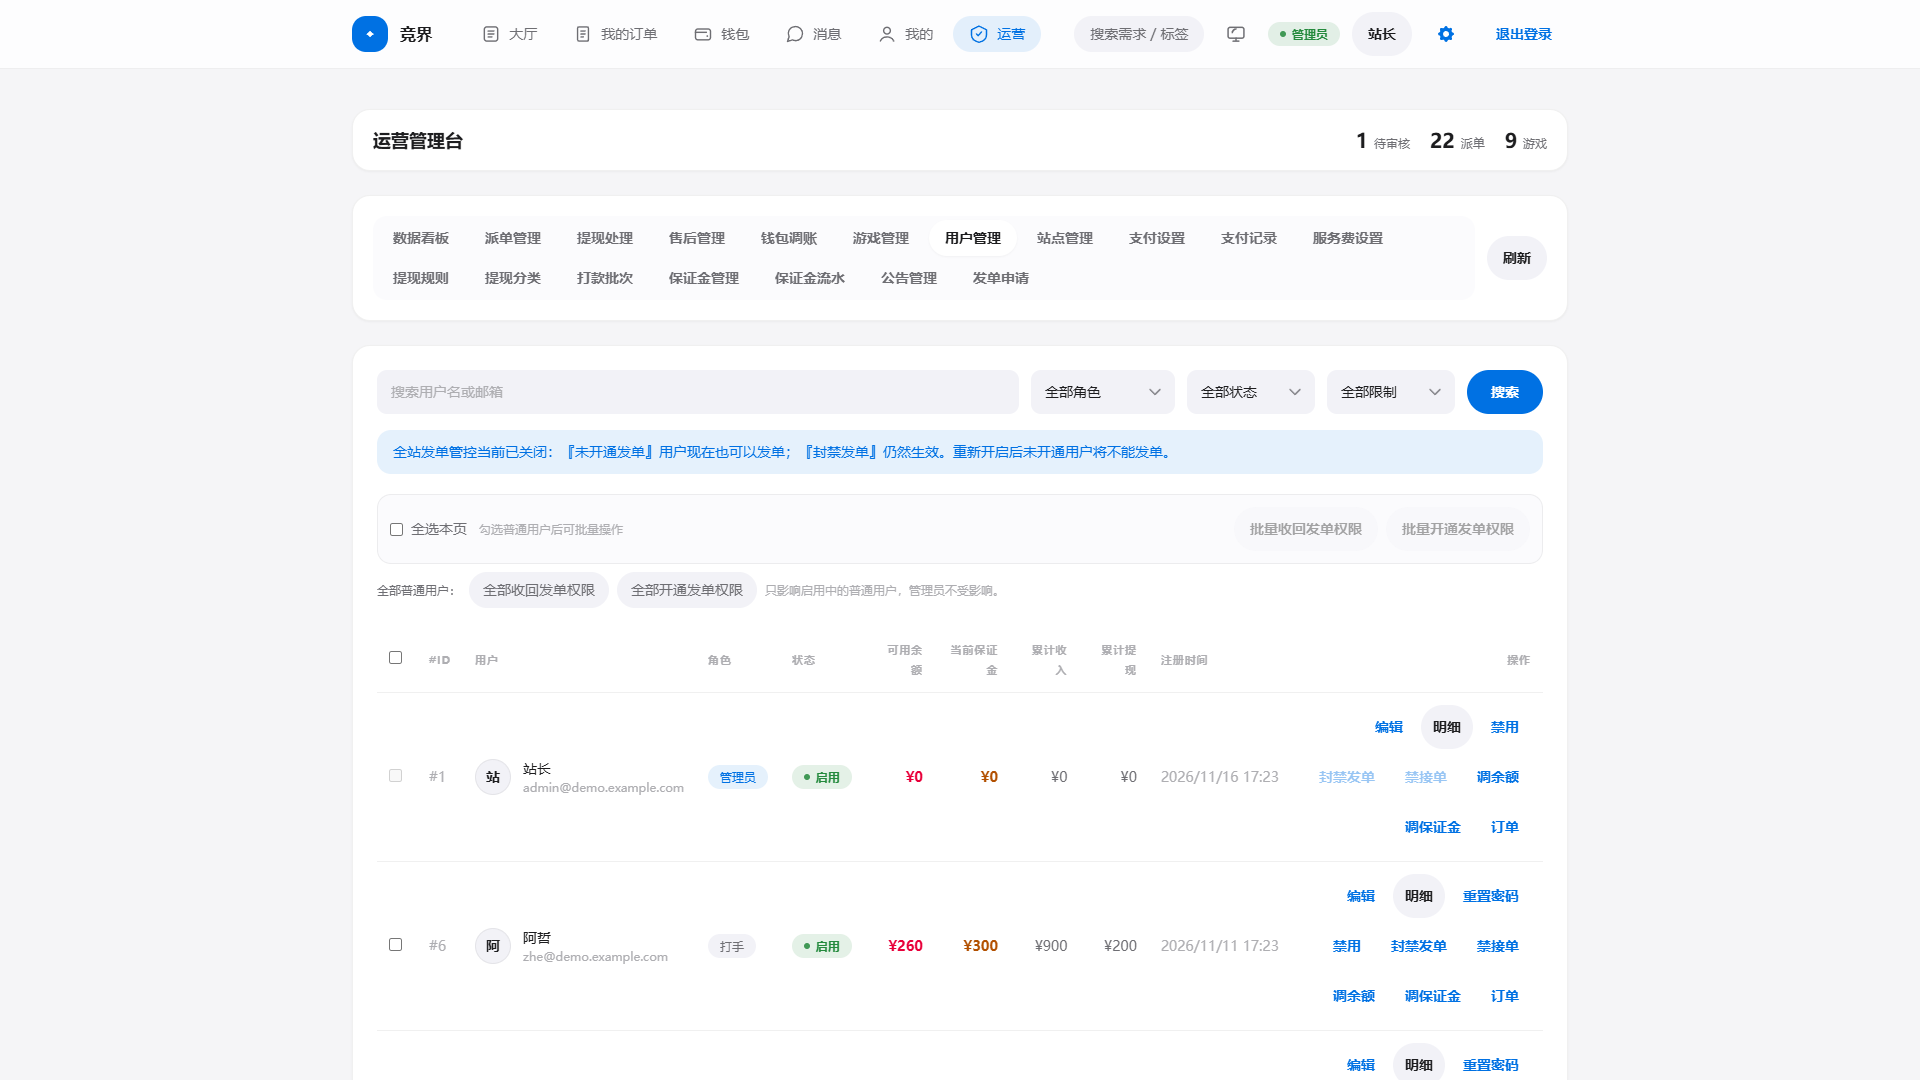 竞界
大厅
我的订单
钱包
消息
我的
运营
搜索需求 / 标签
管理员
站长
退出登录
运营管理台
1 待审核
22 派单
9 游戏
数据看板
派单管理
提现处理
售后管理
钱包调账
游戏管理
用户管理
站点管理
支付设置
支付记录
服务费设置
提现规则
提现分类
打款批次
保证金管理
保证金流水
公告管理
发单申请
刷新
搜索用户名或邮箱
全部角色
全部状态
全部限制
搜索
全站发单管控当前已关闭：『未开通发单』用户现在也可以发单；『封禁发单』仍然生效。重新开启后未开通用户将不能发单。
全选本页
勾选普通用户后可批量操作
批量收回发单权限
批量开通发单权限
全部普通用户：
全部收回发单权限
全部开通发单权限
只影响启用中的普通用户，管理员不受影响。
#ID
用户
角色
状态
可用余
额
当前保证
金
累计收
入
累计提
现
注册时间
操作
#1
站
站长
admin@demo.example.com
管理员
启用
¥0
¥0
¥0
¥0
2026/11/16 17:23
编辑
明细
禁用
封禁发单
禁接单
调余额
调保证金
订单
#6
阿
阿哲
zhe@demo.example.com
打手
启用
¥260
¥300
¥900
¥200
2026/11/11 17:23
编辑
明细
重置密码
禁用
封禁发单
禁接单
调余额
调保证金
订单
编辑
明细
重置密码